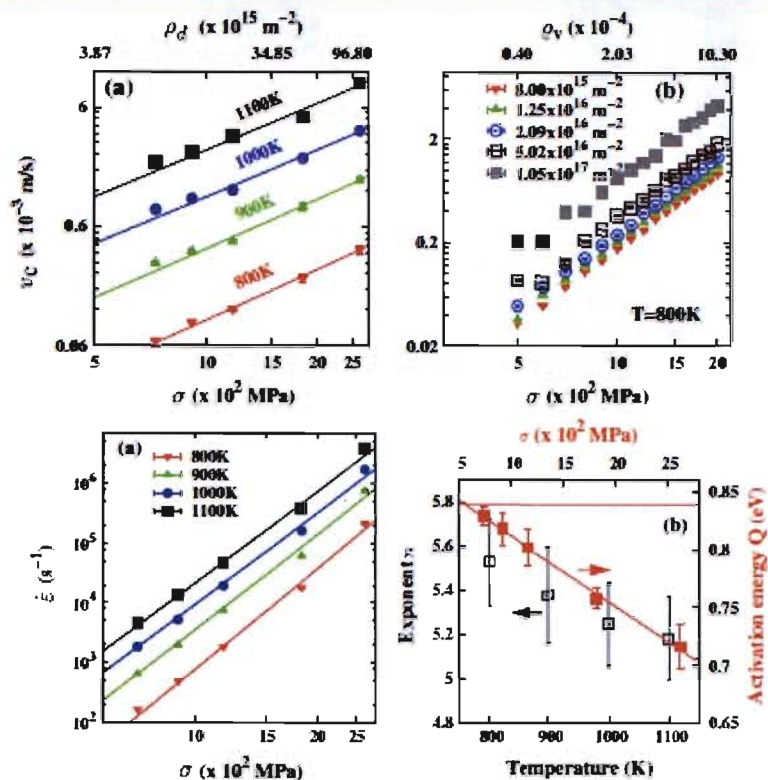 ρd (x 10^15 m^-2)
3.87 34.85 96.80
(a)
6
0.6
0.06
1100K
1000K
900K
800K
vC (x 10^-3 m/s)
5 10 15 20 25
σ (x 10^2 MPa)
ϱv (x 10^-4)
0.40 2.03 10.30
(b)
8.00x10^15 m^-2
1.25x10^16 m^-2
2.09x10^16 m^-2
1.05x10^17
2
0.2
0.02
T=800K
5 10 15 20
σ (x 10^2 MPa)
(a)
800K
900K
1000K
1100K
10^6
10^5
10^4
10^3
10^2
ε̇ (s^-1)
10 15 20 25
σ (x 10^2 MPa)
σ (x 10^2 MPa)
5 10 15 20 25
(b)
5.8
5.6
5.4
5.2
5
4.8
Exponent n
0.85
0.8
0.75
0.7
0.65
Activation energy Q (eV)
800 900 1000 1100
Temperature (K)